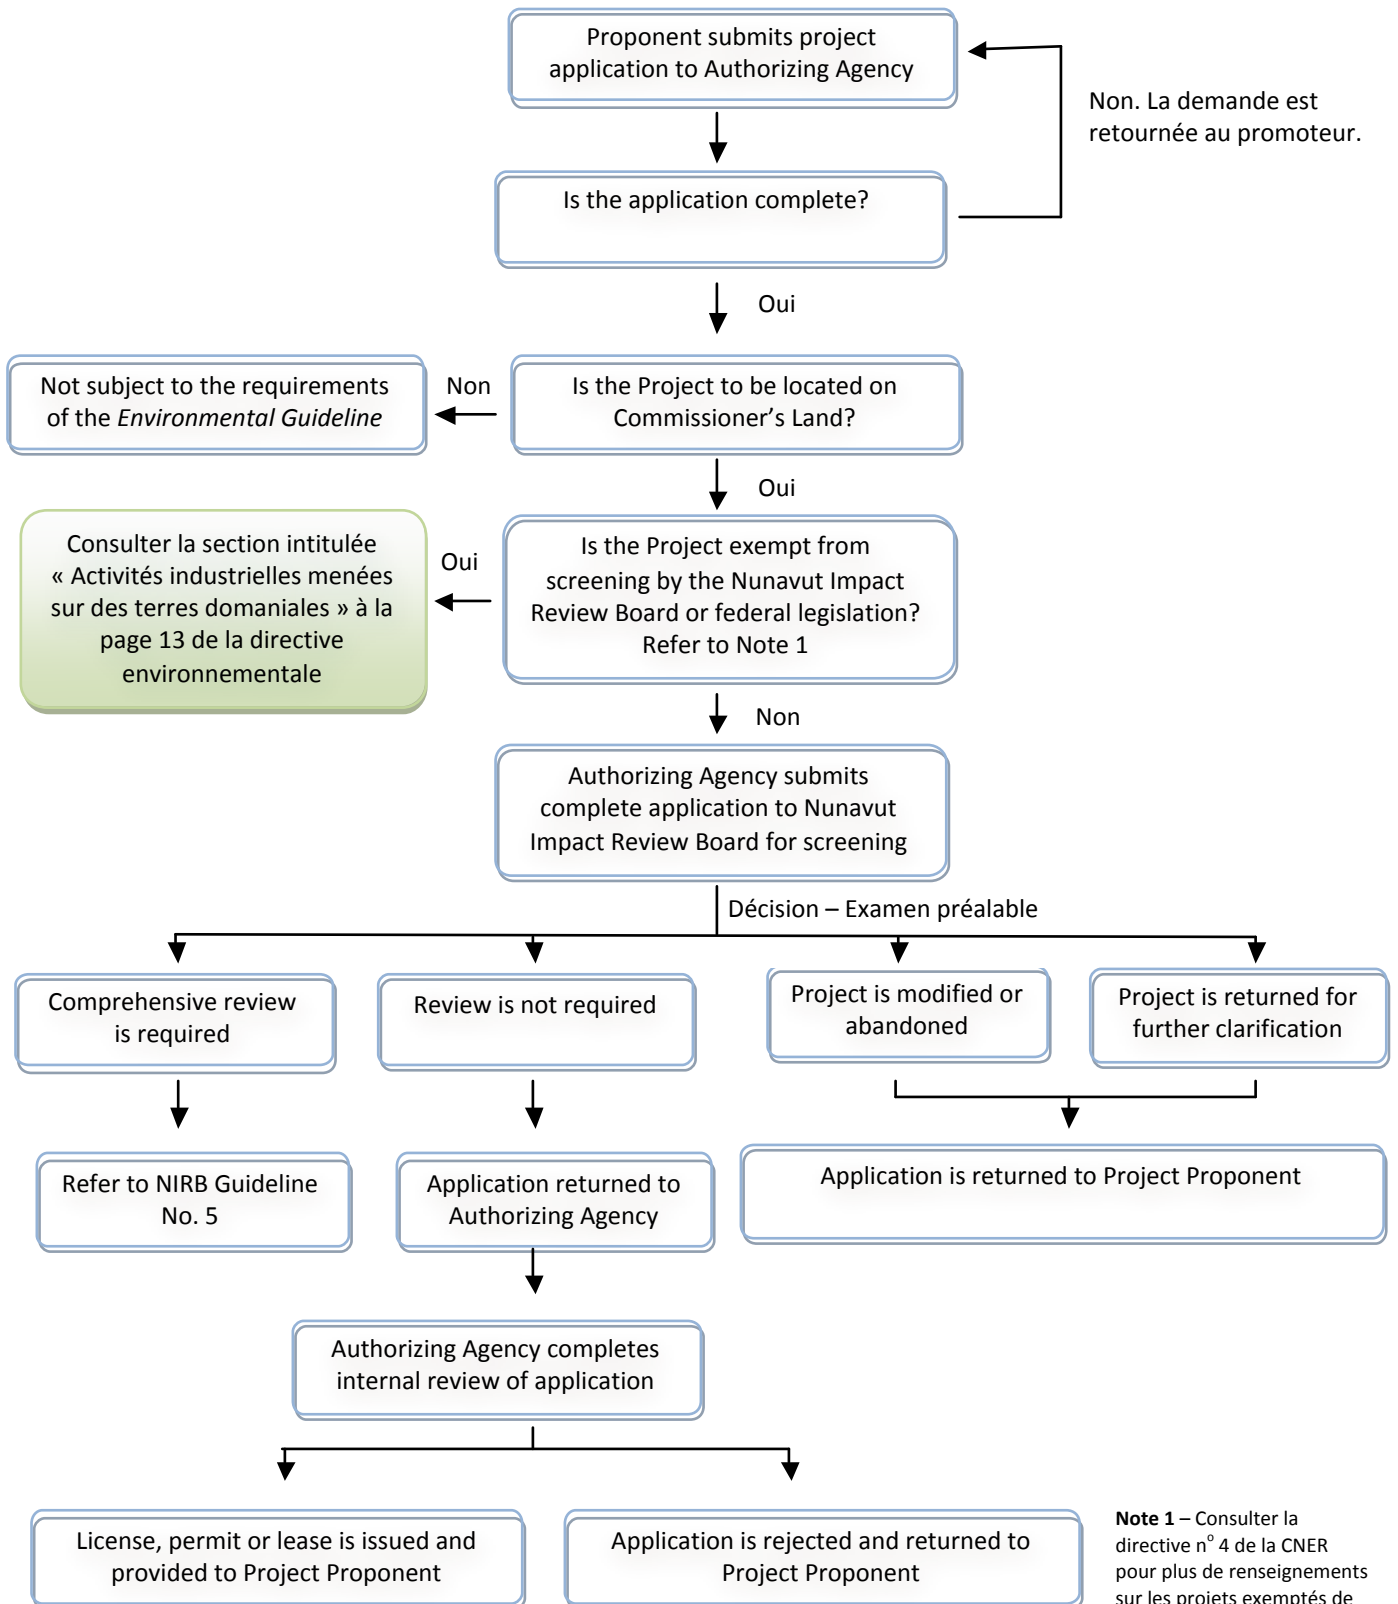 Proponent submits project
application to Authorizing Agency
Non. La demande est
retournée au promoteur.
Is the application complete?
Oui
Not subject to the requirements
of the Environmental Guideline
Non
Is the Project to be located on
Commissioner's Land?
Oui
Consulter la section intitulée
« Activités industrielles menées
sur des terres domaniales » à la
page 13 de la directive
environnementale
Oui
Is the Project exempt from
screening by the Nunavut Impact
Review Board or federal legislation?
Refer to Note 1
Non
Authorizing Agency submits
complete application to Nunavut
Impact Review Board for screening
Décision – Examen préalable
Comprehensive review
is required
Review is not required
Project is modified or
abandoned
Project is returned for
further clarification
Refer to NIRB Guideline
No. 5
Application returned to
Authorizing Agency
Application is returned to Project Proponent
Authorizing Agency completes
internal review of application
License, permit or lease is issued and
provided to Project Proponent
Application is rejected and returned to
Project Proponent
Note 1 – Consulter la
directive nº 4 de la CNER
pour plus de renseignements
sur les projets exemptés de